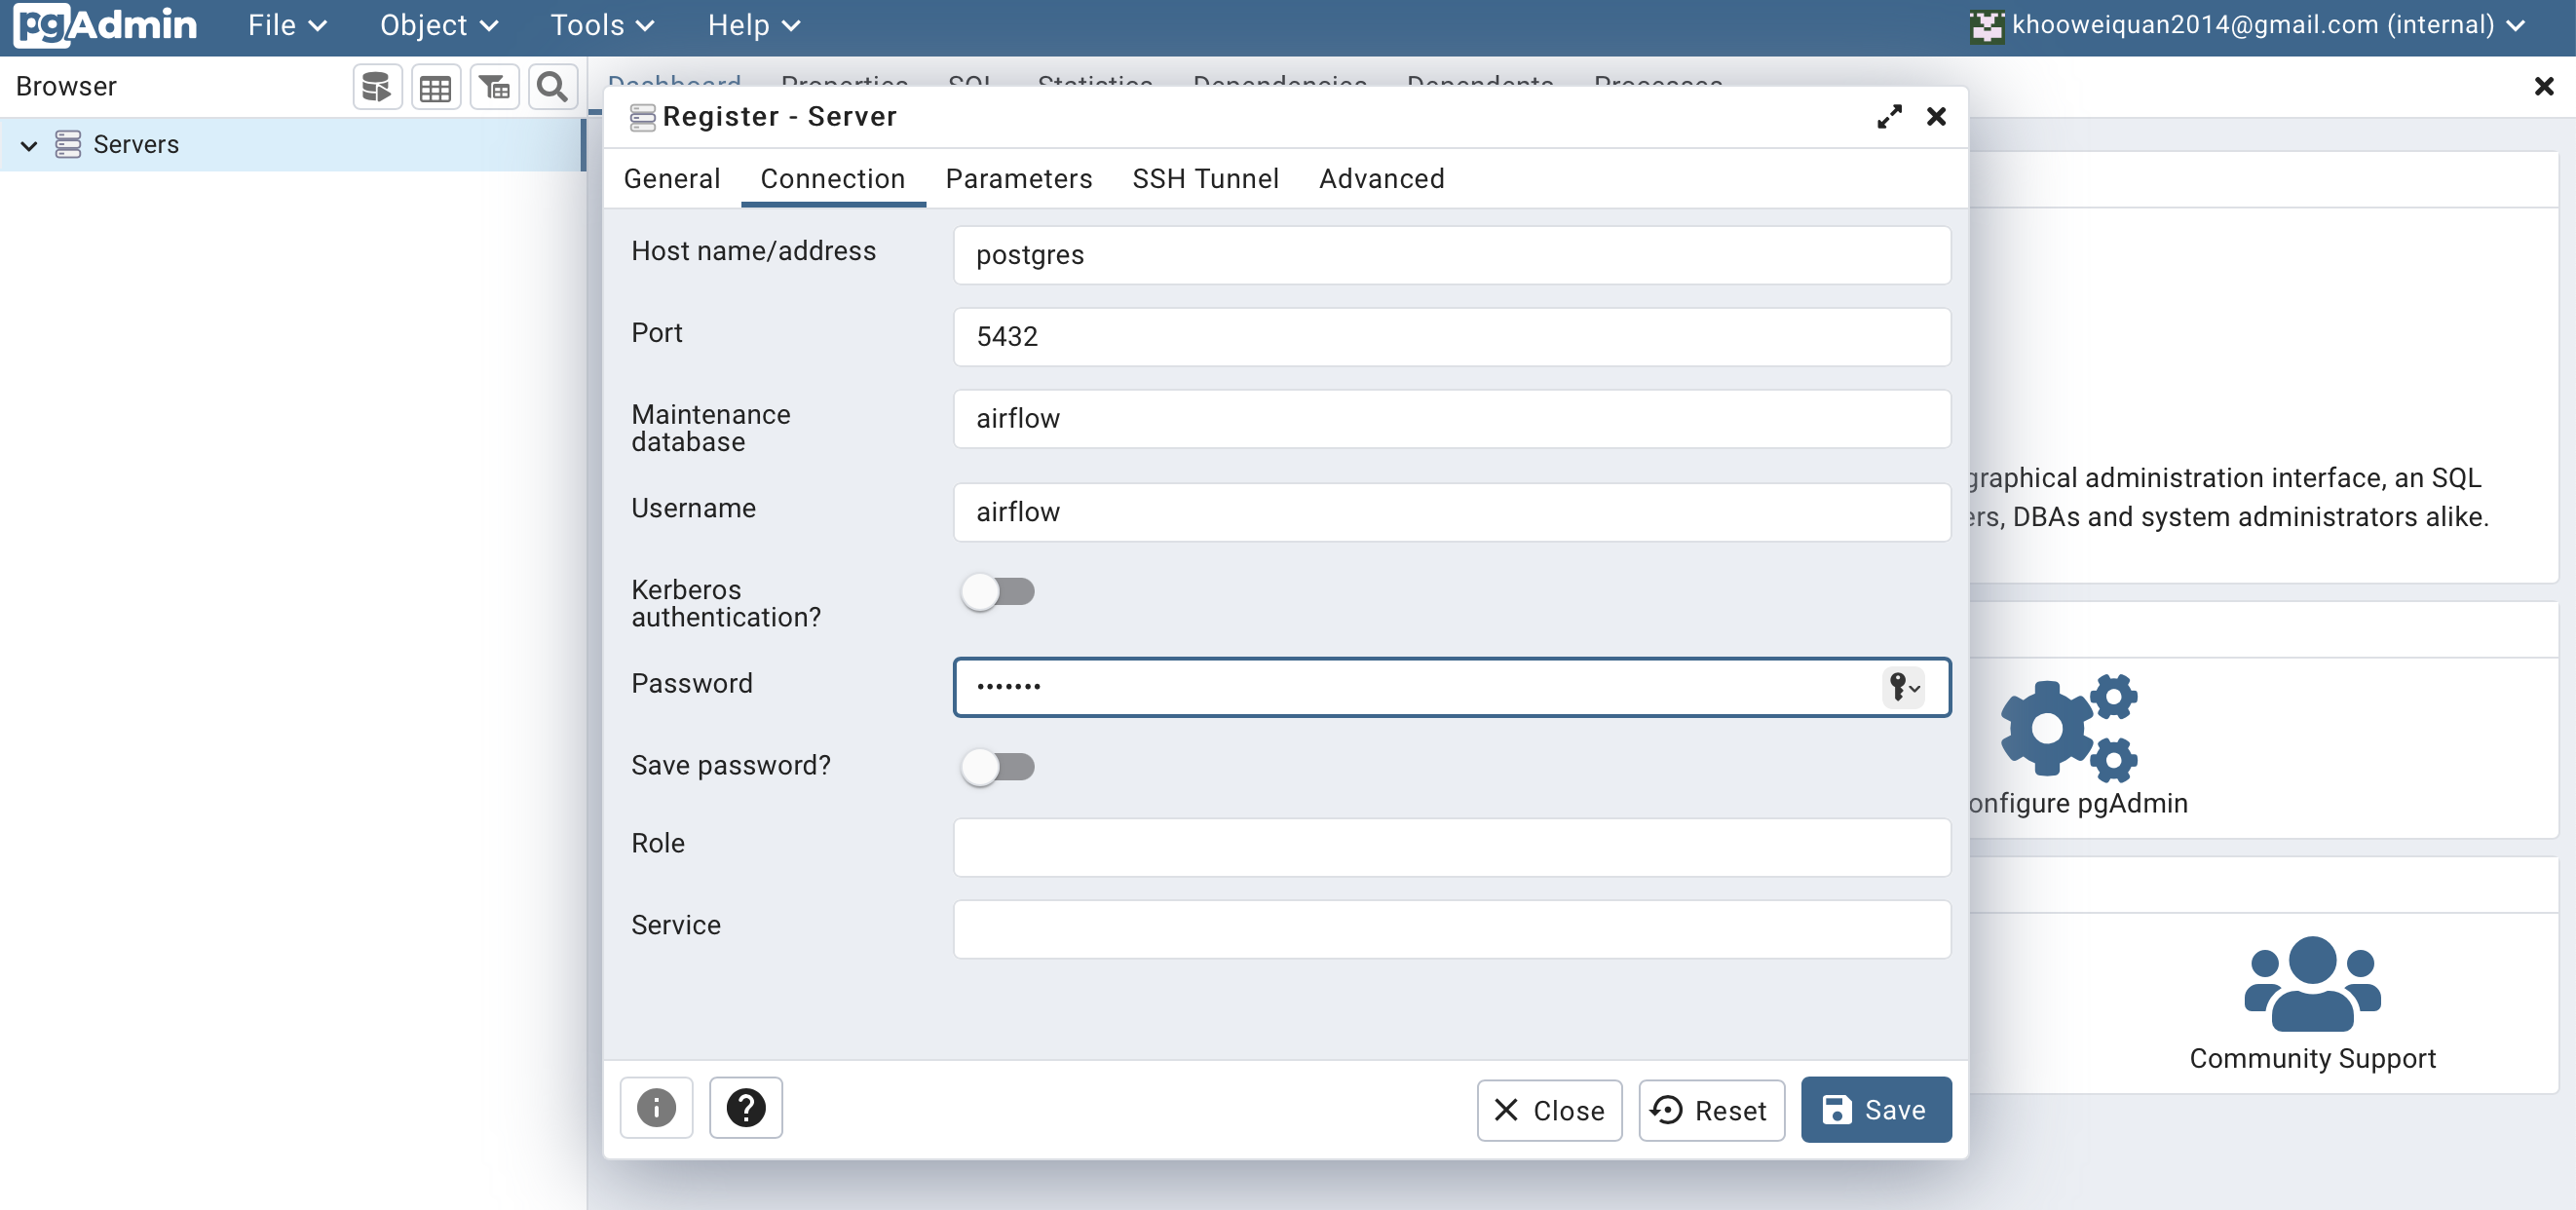 pgAdmin File Object Tools Help khooweiquan2014@gmail.com (internal)
Browser
Dashboard Properties SQL Statistics Dependencies Dependents Processes
Servers
Register - Server
General Connection Parameters SSH Tunnel Advanced
Host name/address postgres
Port 5432
Maintenance
database
airflow
Username airflow
Kerberos
authentication?
Password •••••••
Save password?
Role
Service
Close Reset Save
graphical administration interface, an SQL
ers, DBAs and system administrators alike.
onfigure pgAdmin
Community Support